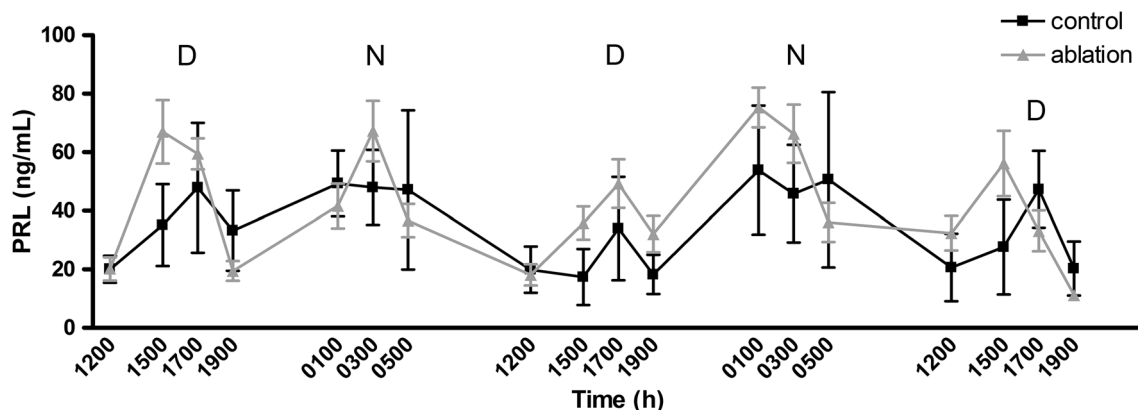 control
ablation
100
80
60
40
20
0
PRL (ng/mL)
D N D N D
1200 1500 1700 1900 0100 0300 0500 1200 1500 1700 1900 0100 0300 0500 1200 1500 1700 1900
Time (h)